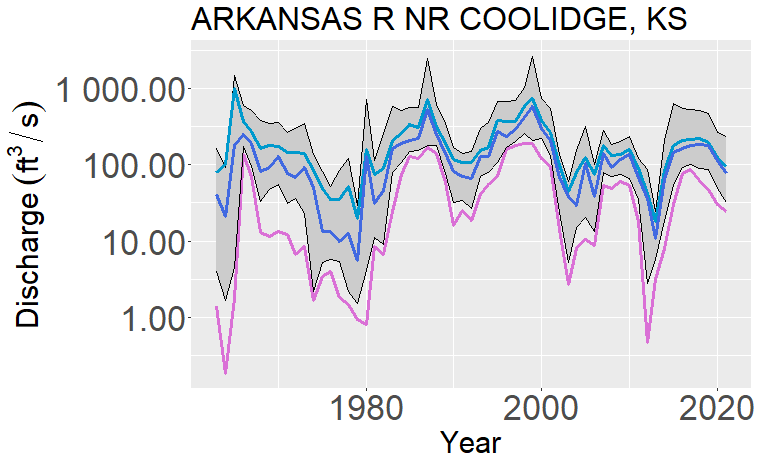 ARKANSAS R NR COOLIDGE, KS
Discharge (ft³/s)
1 000.00
100.00
10.00
1.00
1980
2000
2020
Year